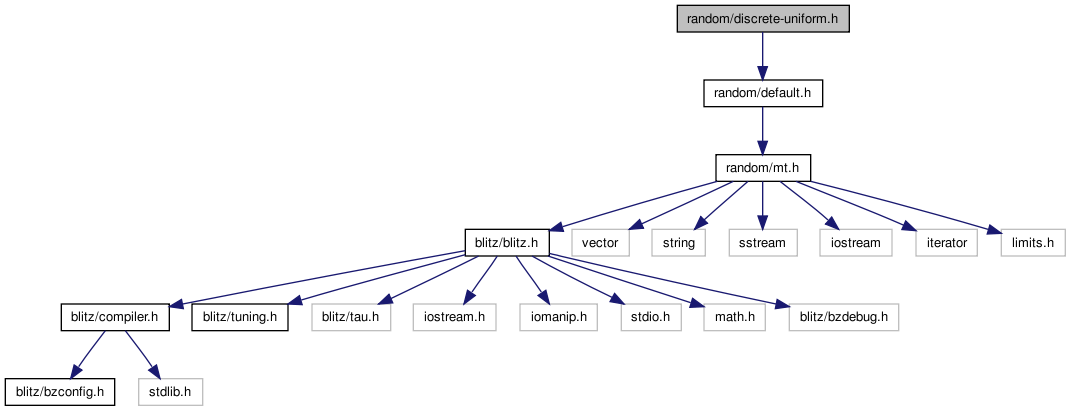 random/discrete-uniform.h
random/default.h
random/mt.h
blitz/blitz.h
vector
string
sstream
iostream
iterator
limits.h
blitz/compiler.h
blitz/tuning.h
blitz/tau.h
iostream.h
iomanip.h
stdio.h
math.h
blitz/bzdebug.h
blitz/bzconfig.h
stdlib.h